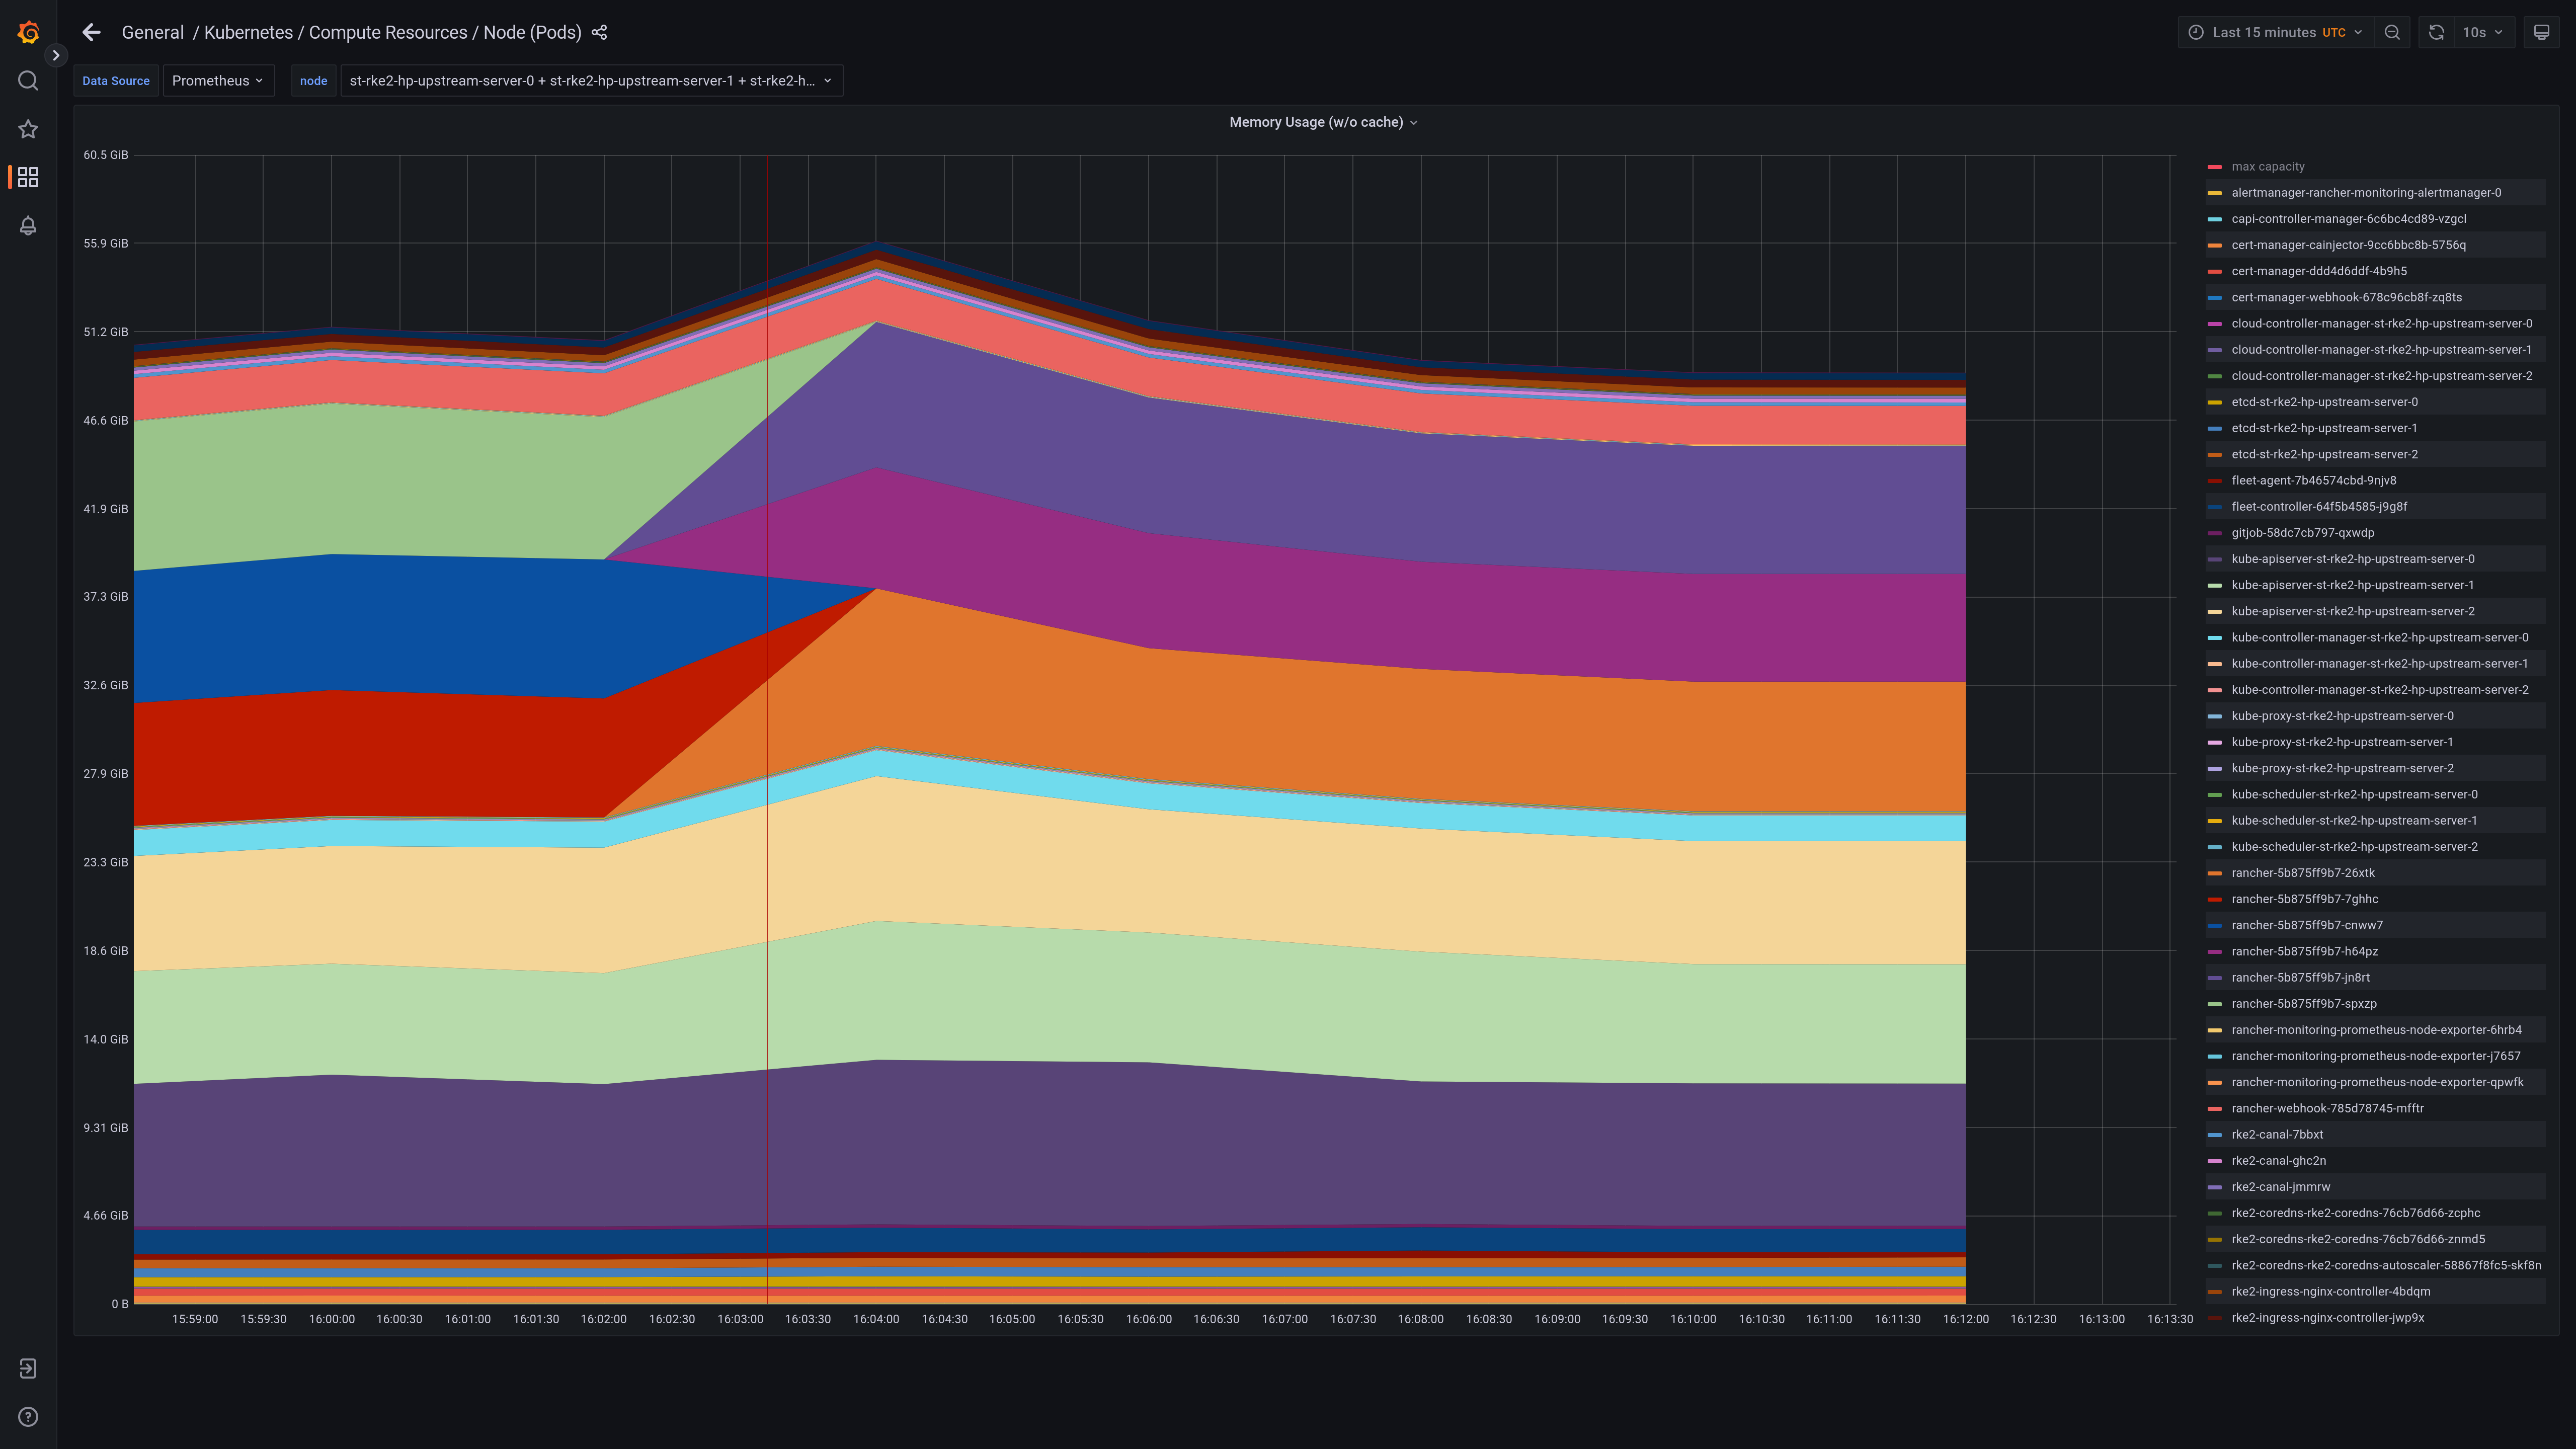 General / Kubernetes / Compute Resources / Node (Pods)
Last 15 minutes UTC
10s
Data Source
Prometheus
node
st-rke2-hp-upstream-server-0 + st-rke2-hp-upstream-server-1 + st-rke2-h...
Memory Usage (w/o cache)
60.5 GiB
55.9 GiB
51.2 GiB
46.6 GiB
41.9 GiB
37.3 GiB
32.6 GiB
27.9 GiB
23.3 GiB
18.6 GiB
14.0 GiB
9.31 GiB
4.66 GiB
0 B
15:59:00 15:59:30 16:00:00 16:00:30 16:01:00 16:01:30 16:02:00 16:02:30 16:03:00 16:03:30 16:04:00 16:04:30 16:05:00 16:05:30 16:06:00 16:06:30 16:07:00 16:07:30 16:08:00 16:08:30 16:09:00 16:09:30 16:10:00 16:10:30 16:11:00 16:11:30 16:12:00 16:12:30 16:13:00 16:13:30
max capacity
alertmanager-rancher-monitoring-alertmanager-0
capi-controller-manager-6c6bc4cd89-vzgcl
cert-manager-cainjector-9cc6bbc8b-5756q
cert-manager-ddd4d6ddf-4b9h5
cert-manager-webhook-678c96cb8f-zq8ts
cloud-controller-manager-st-rke2-hp-upstream-server-0
cloud-controller-manager-st-rke2-hp-upstream-server-1
cloud-controller-manager-st-rke2-hp-upstream-server-2
etcd-st-rke2-hp-upstream-server-0
etcd-st-rke2-hp-upstream-server-1
etcd-st-rke2-hp-upstream-server-2
fleet-agent-7b46574cbd-9njv8
fleet-controller-64f5b4585-j9g8f
gitjob-58dc7cb797-qxwdp
kube-apiserver-st-rke2-hp-upstream-server-0
kube-apiserver-st-rke2-hp-upstream-server-1
kube-apiserver-st-rke2-hp-upstream-server-2
kube-controller-manager-st-rke2-hp-upstream-server-0
kube-controller-manager-st-rke2-hp-upstream-server-1
kube-controller-manager-st-rke2-hp-upstream-server-2
kube-proxy-st-rke2-hp-upstream-server-0
kube-proxy-st-rke2-hp-upstream-server-1
kube-proxy-st-rke2-hp-upstream-server-2
kube-scheduler-st-rke2-hp-upstream-server-0
kube-scheduler-st-rke2-hp-upstream-server-1
kube-scheduler-st-rke2-hp-upstream-server-2
rancher-5b875ff9b7-26xtk
rancher-5b875ff9b7-7ghhc
rancher-5b875ff9b7-cnww7
rancher-5b875ff9b7-h64pz
rancher-5b875ff9b7-jn8rt
rancher-5b875ff9b7-spxzp
rancher-monitoring-prometheus-node-exporter-6hrb4
rancher-monitoring-prometheus-node-exporter-j7657
rancher-monitoring-prometheus-node-exporter-qpwfk
rancher-webhook-785d78745-mfftr
rke2-canal-7bbxt
rke2-canal-ghc2n
rke2-canal-jmmrw
rke2-coredns-rke2-coredns-76cb76d66-zcphc
rke2-coredns-rke2-coredns-76cb76d66-znmd5
rke2-coredns-rke2-coredns-autoscaler-58867f8fc5-skf8n
rke2-ingress-nginx-controller-4bdqm
rke2-ingress-nginx-controller-jwp9x